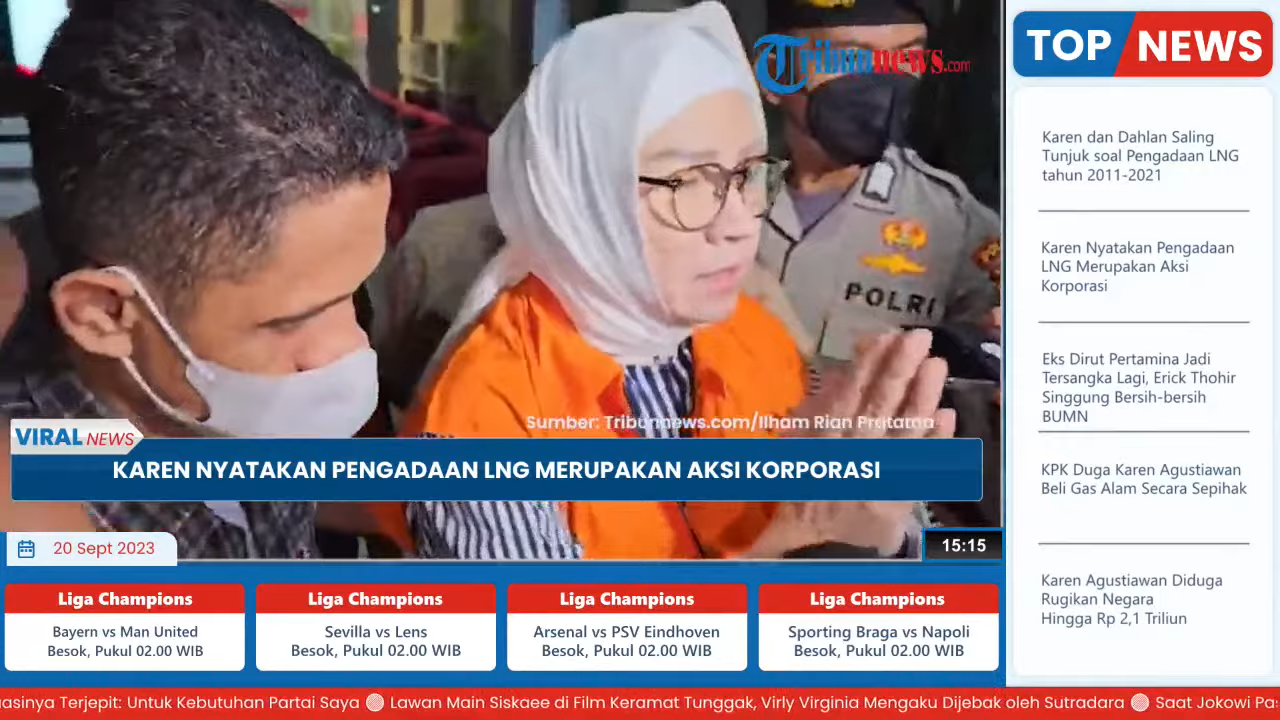 Tribunnews.com
POLRI
Sumber: Tribunnews.com/Ilham Rian Pratama
VIRAL NEWS
KAREN NYATAKAN PENGADAAN LNG MERUPAKAN AKSI KORPORASI
20 Sept 2023
15:15
TOP NEWS
Karen dan Dahlan Saling
Tunjuk soal Pengadaan LNG
tahun 2011-2021
Karen Nyatakan Pengadaan
LNG Merupakan Aksi
Korporasi
Eks Dirut Pertamina Jadi
Tersangka Lagi, Erick Thohir
Singgung Bersih-bersih
BUMN
KPK Duga Karen Agustiawan
Beli Gas Alam Secara Sepihak
Karen Agustiawan Diduga
Rugikan Negara
Hingga Rp 2,1 Triliun
Liga Champions
Bayern vs Man United
Besok, Pukul 02.00 WIB
Liga Champions
Sevilla vs Lens
Besok, Pukul 02.00 WIB
Liga Champions
Arsenal vs PSV Eindhoven
Besok, Pukul 02.00 WIB
Liga Champions
Sporting Braga vs Napoli
Besok, Pukul 02.00 WIB
asinya Terjepit: Untuk Kebutuhan Partai Saya Lawan Main Siskaee di Film Keramat Tunggak, Virly Virginia Mengaku Dijebak oleh Sutradara Saat Jokowi Pas